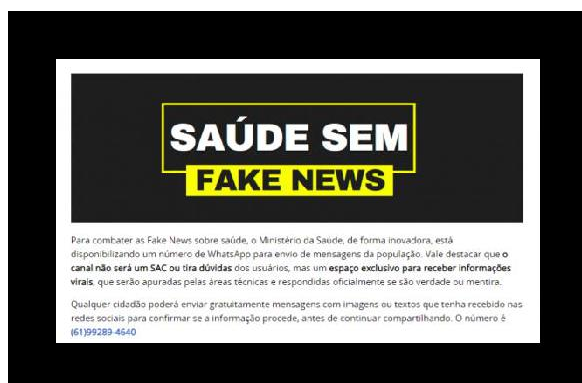 SAÚDE SEM
FAKE NEWS
Para combater as Fake News sobre saúde, o Ministério da Saúde, de forma inovadora, está
disponibilizando um número de WhatsApp para envio de mensagens da população. Vale destacar que o
canal não será um SAC ou tira dúvidas dos usuários, mas um espaço exclusivo para receber informações
virais, que serão apuradas pelas áreas técnicas e respondidas oficialmente se são verdade ou mentira.
Qualquer cidadão poderá enviar gratuitamente mensagens com imagens ou textos que tenha recebido nas
redes sociais para confirmar se a informação procede, antes de continuar compartilhando. O número é
(61)99289-4640